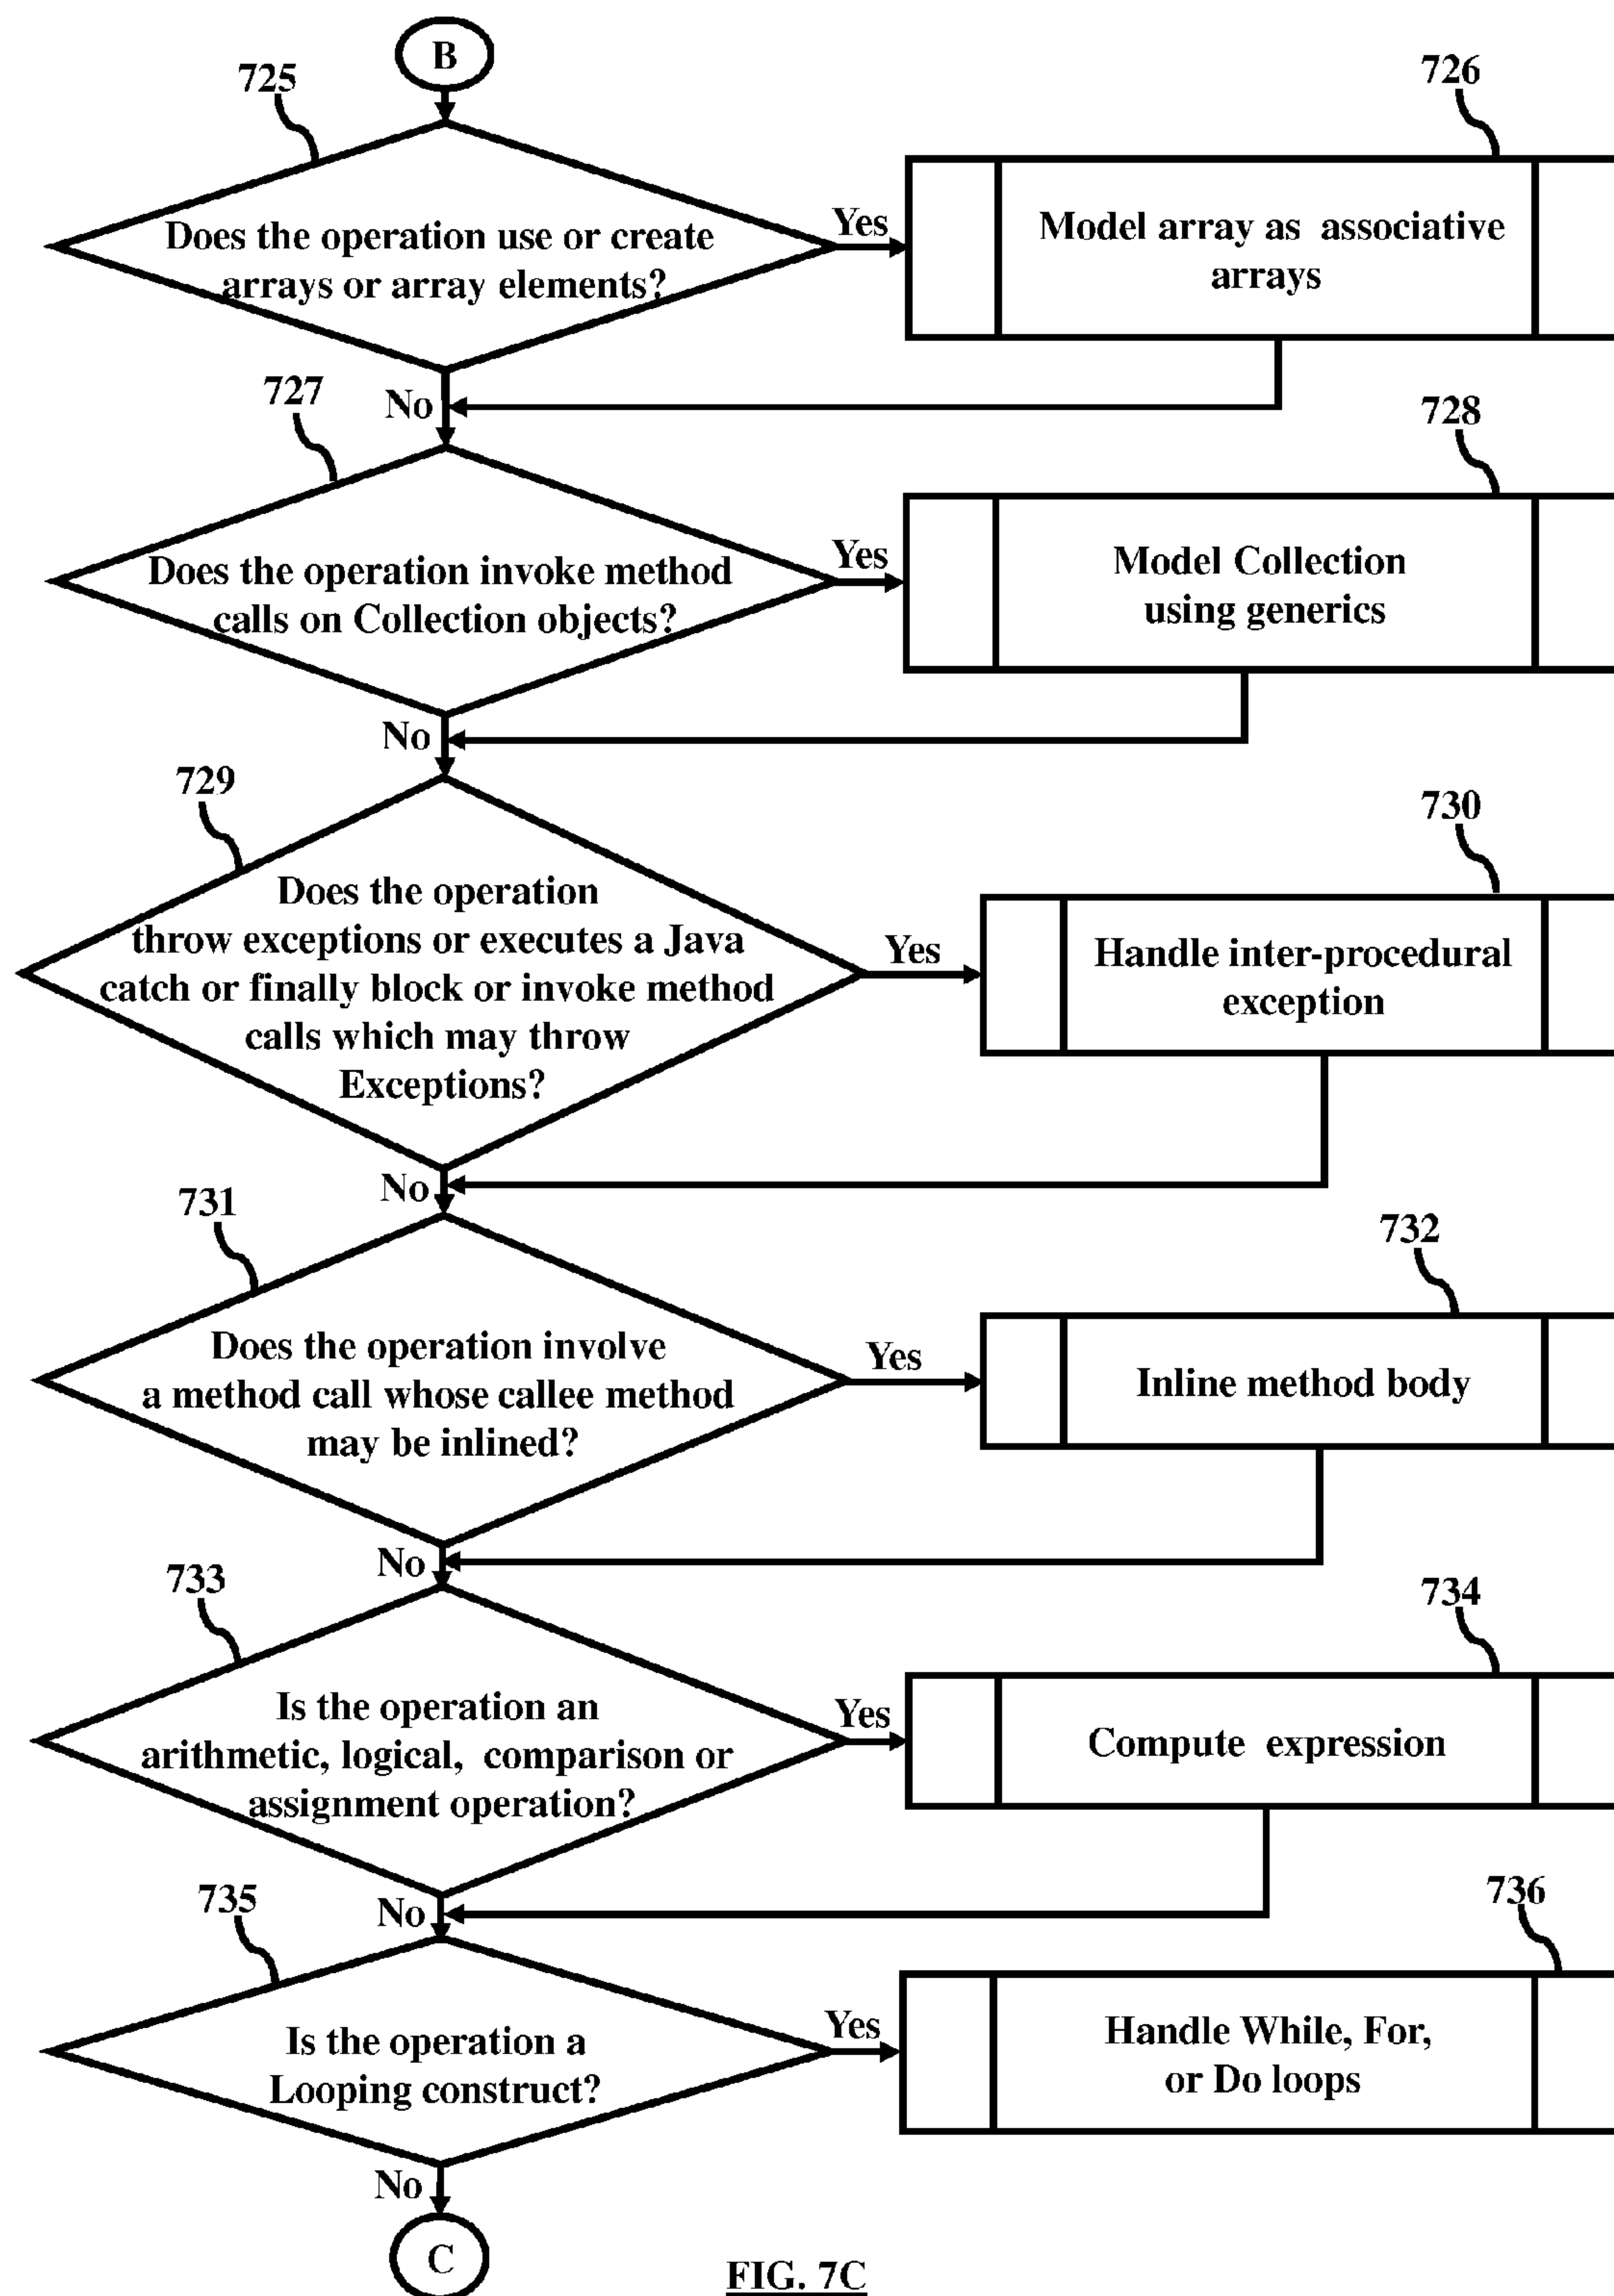 B
725
726
Does the operation use or create
arrays or array elements?
Yes
Model array as associative
arrays
No
727
728
Does the operation invoke method
calls on Collection objects?
Yes
Model Collection
using generics
No
729
730
Does the operation
throw exceptions or executes a Java
catch or finally block or invoke method
calls which may throw
Exceptions?
Yes
Handle inter-procedural
exception
No
731
732
Does the operation involve
a method call whose callee method
may be inlined?
Yes
Inline method body
No
733
734
Is the operation an
arithmetic, logical, comparison or
assignment operation?
Yes
Compute expression
No
735
736
Is the operation a
Looping construct?
Yes
Handle While, For,
or Do loops
No
C
FIG. 7C